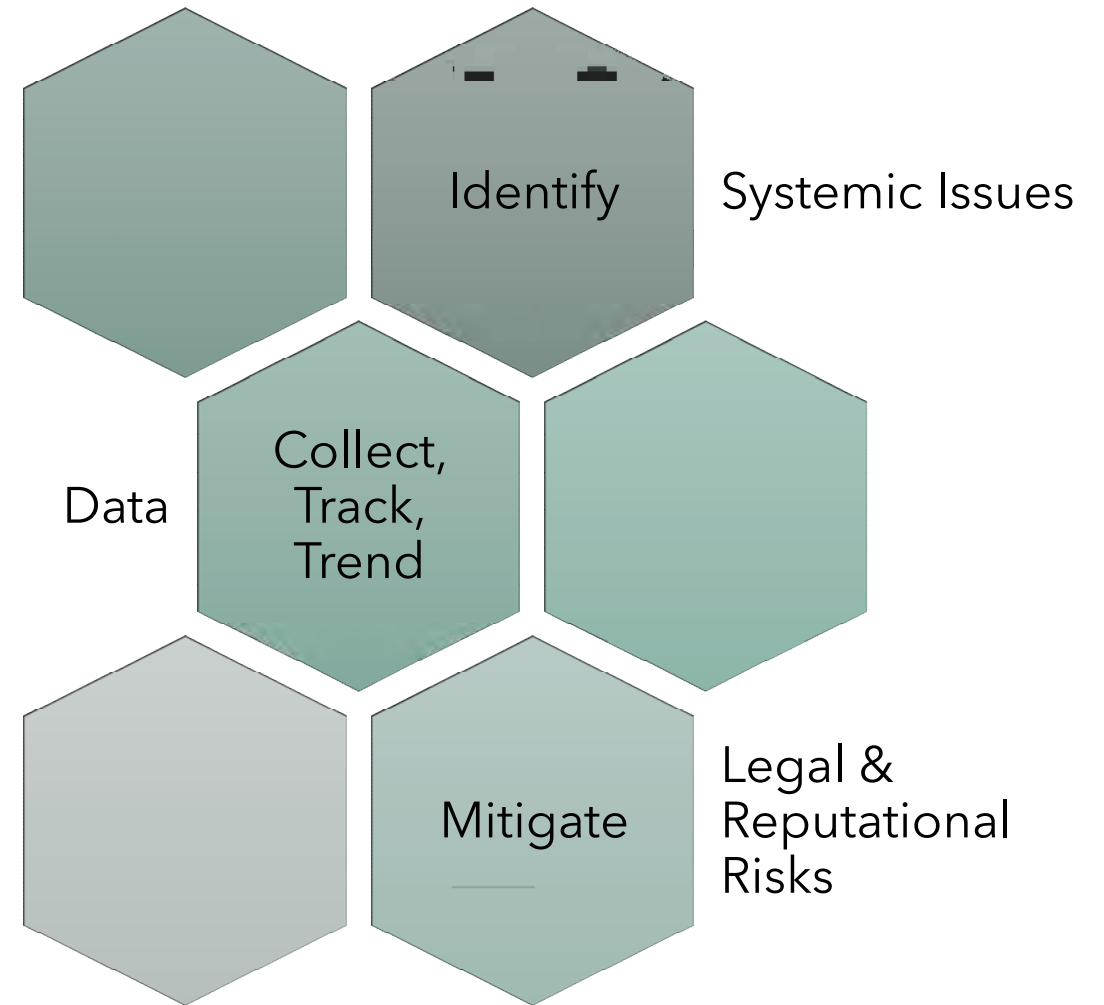 Identify
Systemic Issues
Data
Collect,
Track,
Trend
Mitigate
Legal &
Reputational
Risks